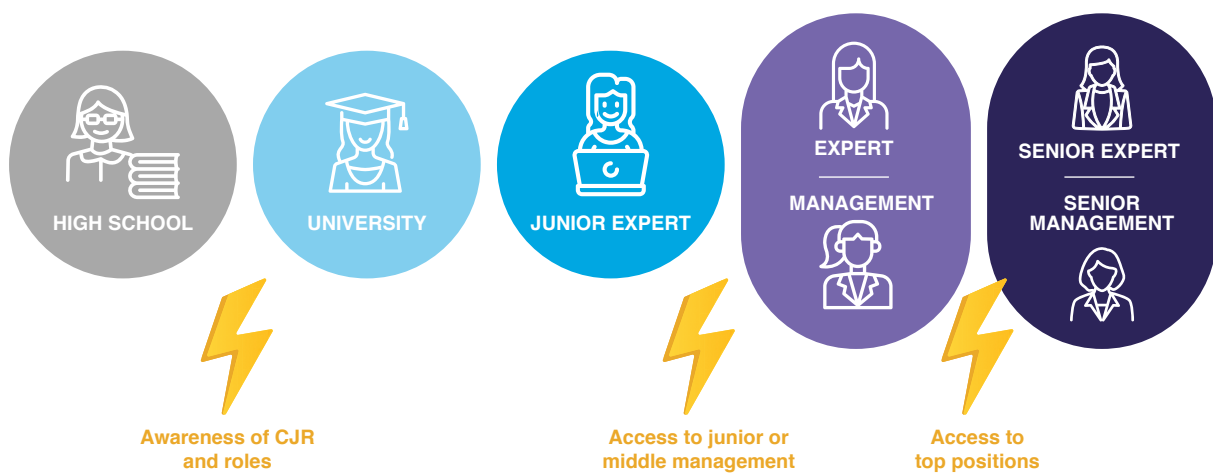 HIGH SCHOOL
UNIVERSITY
JUNIOR EXPERT
EXPERT
MANAGEMENT
SENIOR EXPERT
SENIOR
MANAGEMENT
Awareness of CJR
and roles
Access to junior or
middle management
Access to
top positions